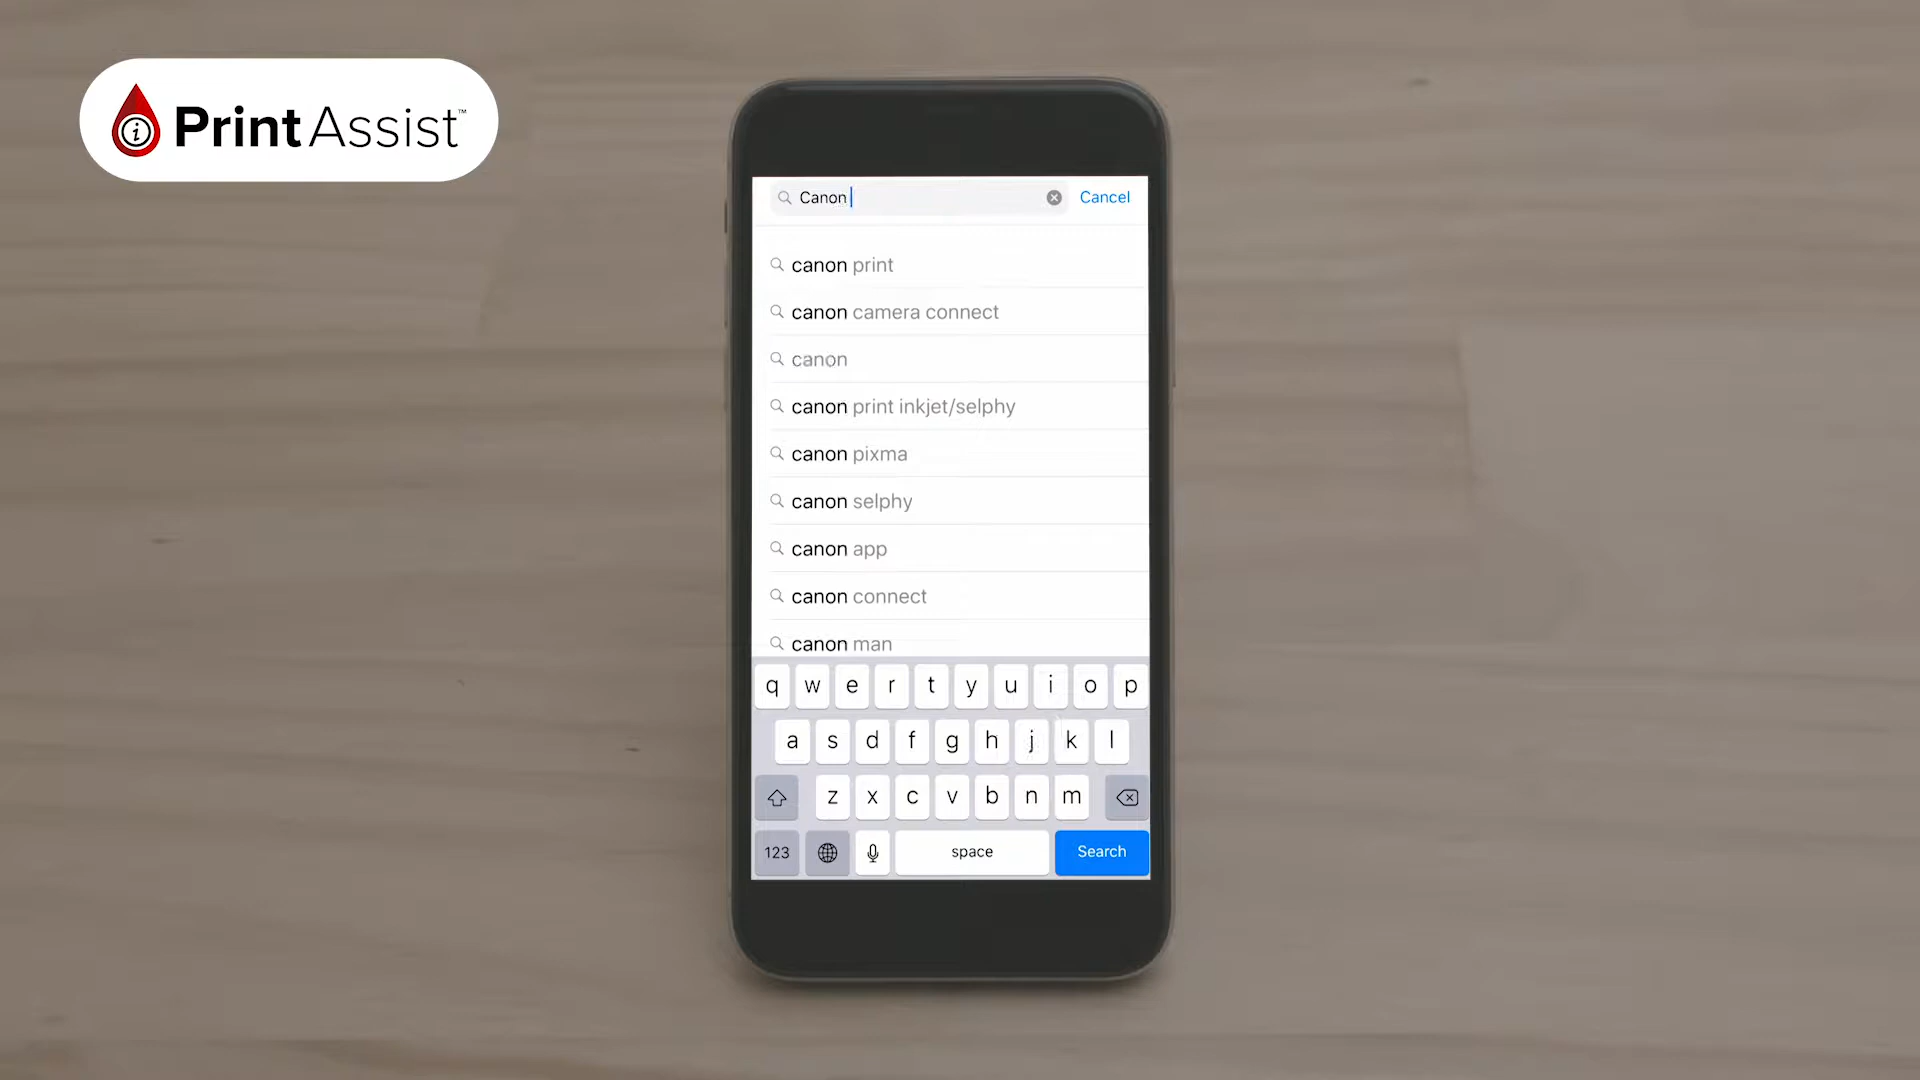 Print Assist™
Canon
Cancel
canon print
canon camera connect
canon
canon print inkjet/selphy
canon pixma
canon selphy
canon app
canon connect
canon man
q w e r t y u i o p
a s d f g h j k l
z x c v b n m
123
space
Search